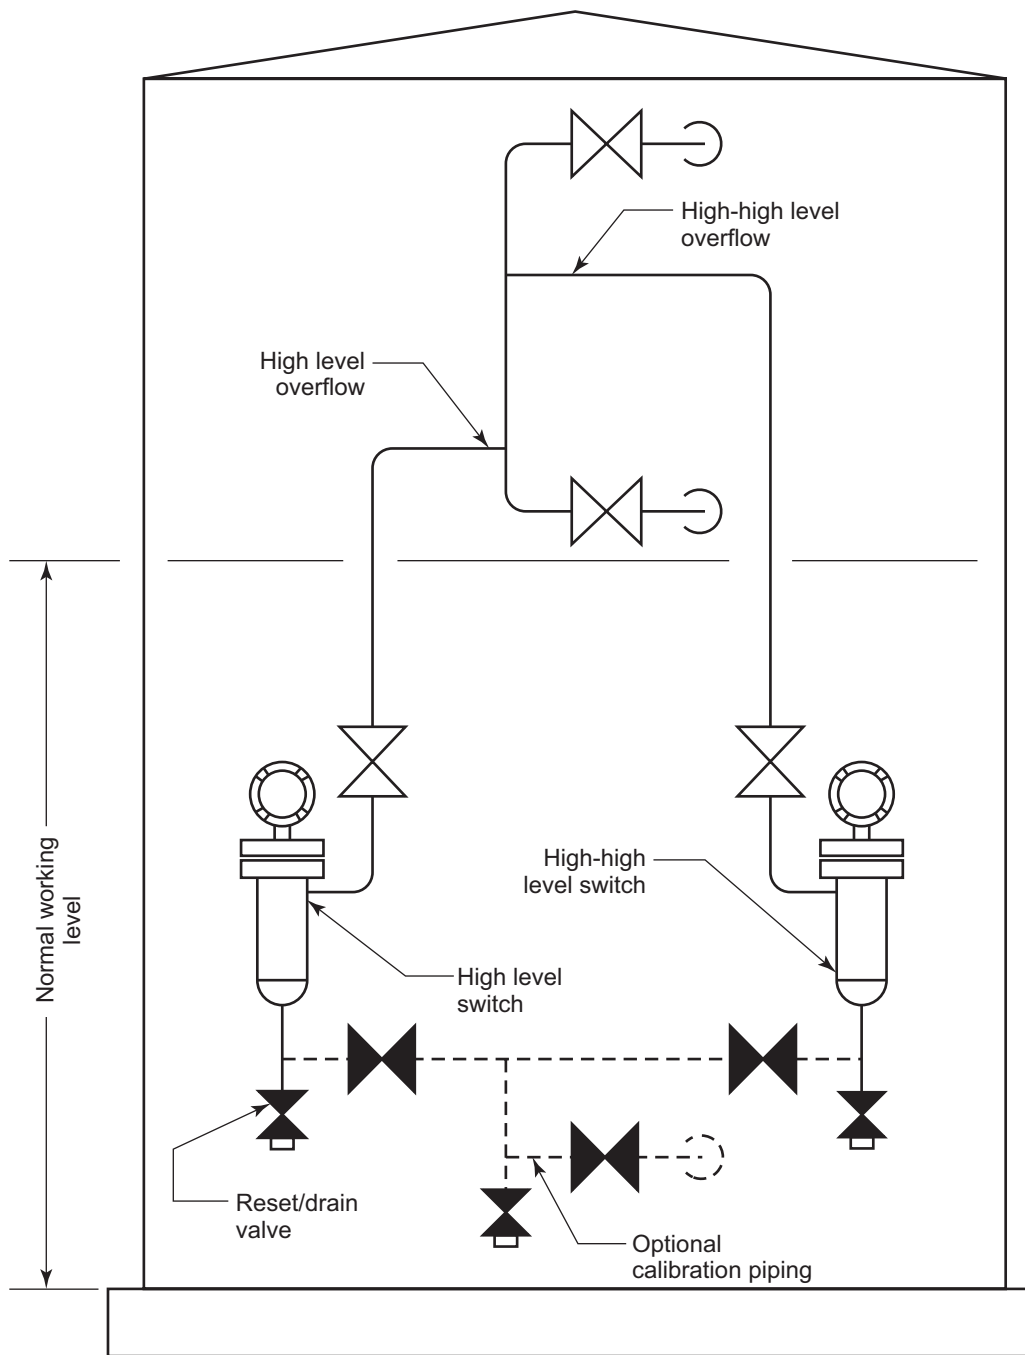 High-high level
overflow
High level
overflow
Normal working
level
High-high
level switch
High level
switch
Reset/drain
valve
Optional
calibration piping